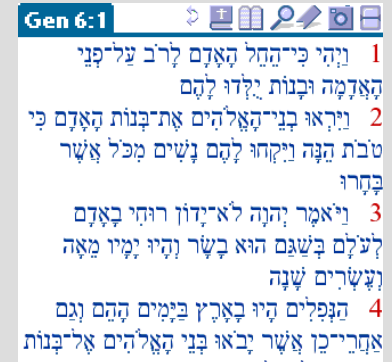 Gen 6:1
1 וַיְהִי כִּי־הֵחֵל הָאָדָם לָרֹב עַל־פְּנֵי
הָאֲדָמָה וּבָנוֹת יֻלְּדוּ לָהֶם
2 וַיִּרְאוּ בְנֵי־הָאֱלֹהִים אֶת־בְּנוֹת הָאָדָם כִּי
טֹבֹת הֵנָּה וַיִּקְחוּ לָהֶם נָשִׁים מִכֹּל אֲשֶׁר
בָּחָרוּ
3 וַיֹּאמֶר יְהוָה לֹא־יָדוֹן רוּחִי בָאָדָם
לְעֹלָם בְּשַׁגַּם הוּא בָשָׂר וְהָיוּ יָמָיו מֵאָה
וְעֶשְׂרִים שָׁנָה
4 הַנְּפִלִים הָיוּ בָאָרֶץ בַּיָּמִים הָהֵם וְגַם
אַחֲרֵי־כֵן אֲשֶׁר יָבֹאוּ בְּנֵי הָאֱלֹהִים אֶל־בְּנוֹת